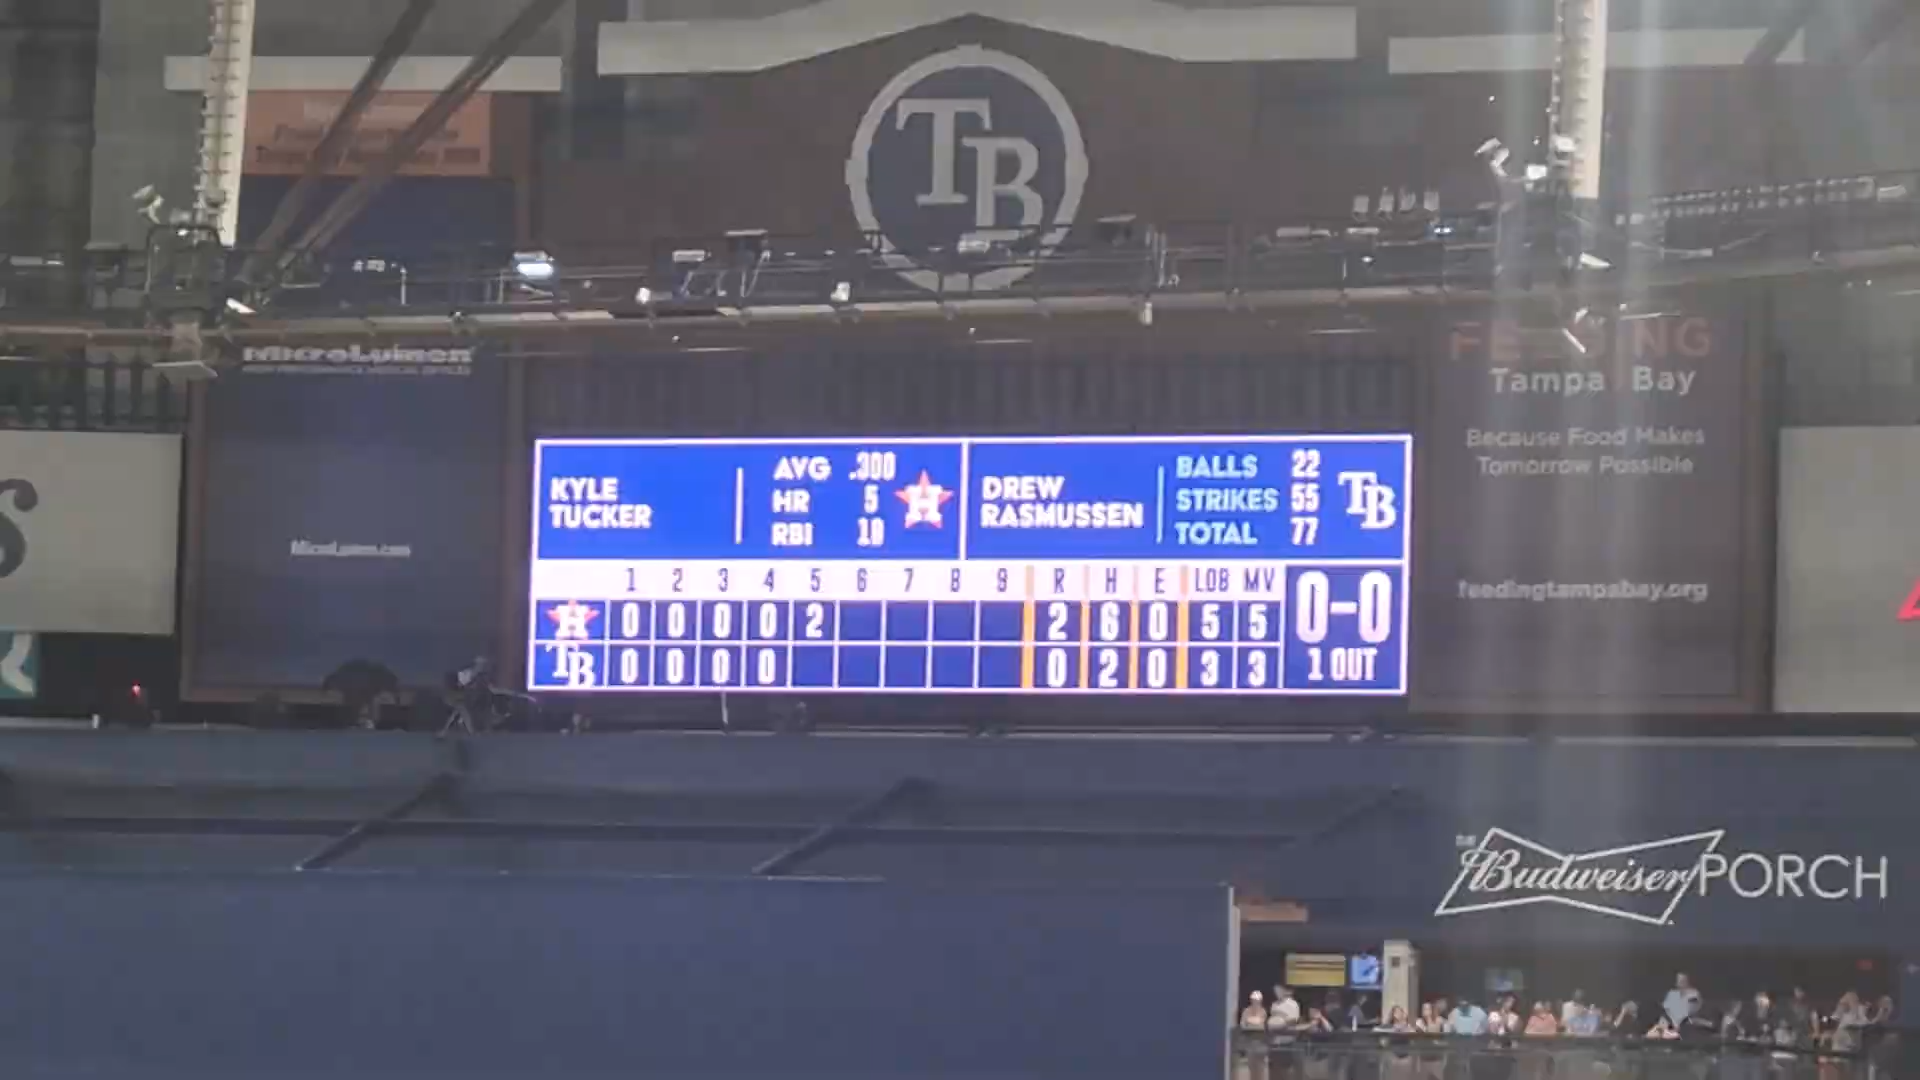 TB
MicroLumen
FEEDING
Tampa Bay
Because Food Makes
Tomorrow Possible
feedingtampabay.org
MicroLumen.com
KYLE
TUCKER
AVG .300
HR 5
RBI 10
H
DREW
RASMUSSEN
BALLS 22
STRIKES 55
TOTAL 77
TB
1 2 3 4 5 6 7 8 9 R H E LOB MV
H 0 0 0 0 2 2 6 0 5 5
TB 0 0 0 0 0 2 0 3 3
0-0
1 OUT
THE
Budweiser PORCH